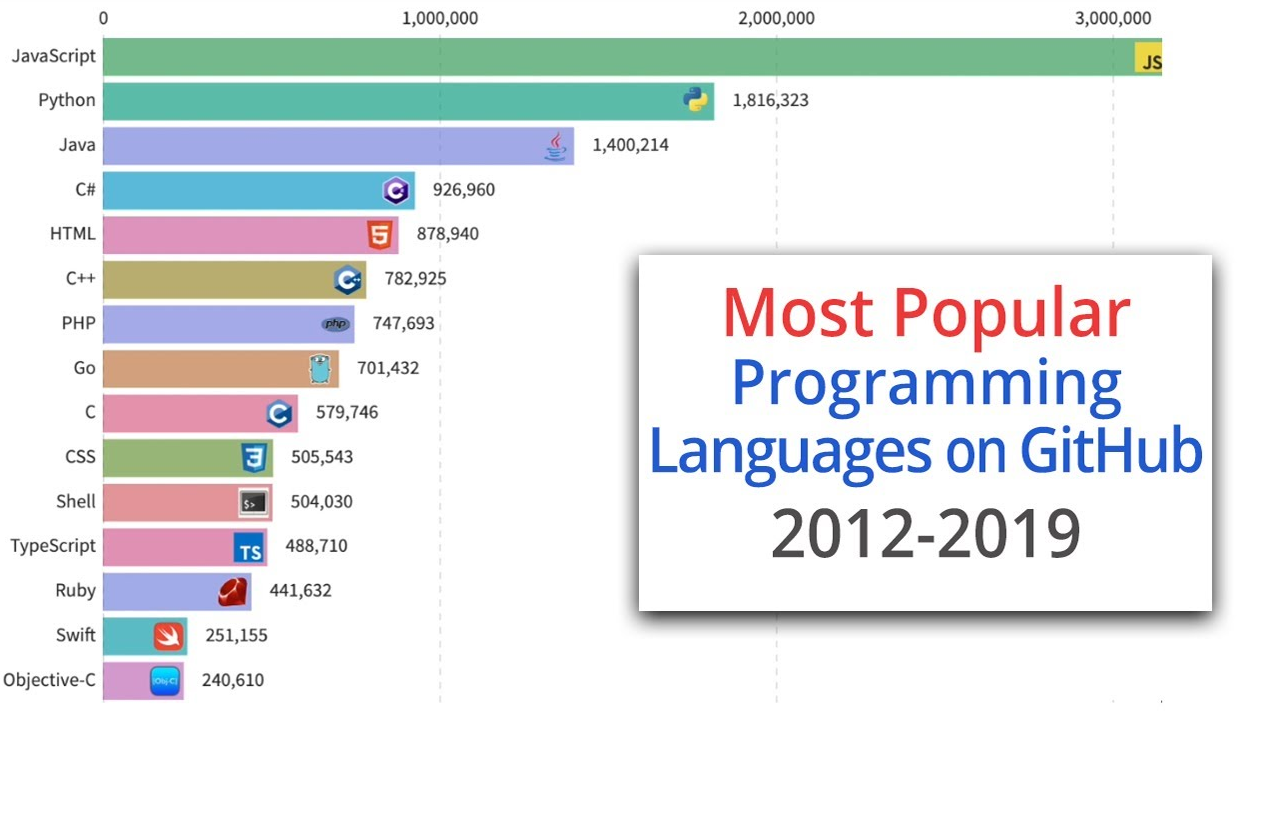 0 1,000,000 2,000,000 3,000,000
JavaScript JS
Python 1,816,323
Java 1,400,214
C# 926,960
HTML 5 878,940
C++ C++ 782,925
PHP php 747,693
Go 701,432
C C 579,746
CSS 3 505,543
Shell $> 504,030
TypeScript TS 488,710
Ruby 441,632
Swift 251,155
Objective-C [Obj-C] 240,610
Most Popular
Programming
Languages on GitHub
2012-2019